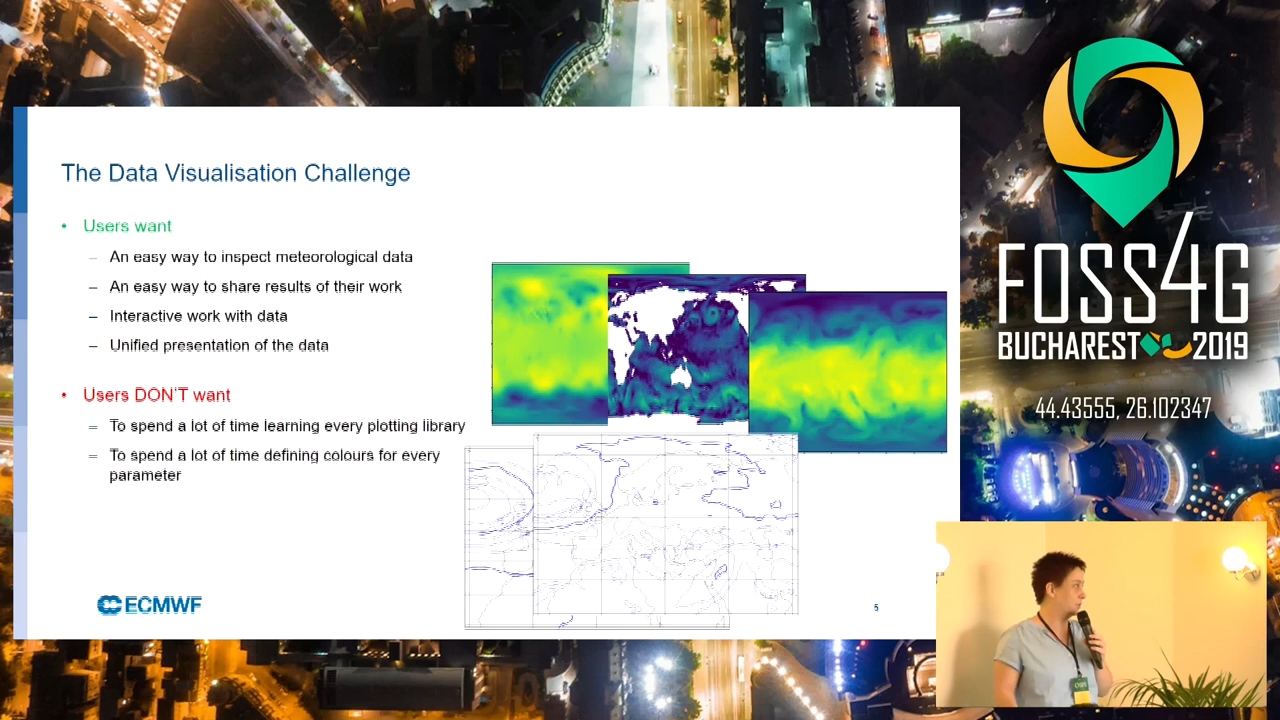 The Data Visualisation Challenge
• Users want
– An easy way to inspect meteorological data
– An easy way to share results of their work
– Interactive work with data
– Unified presentation of the data
• Users DON'T want
– To spend a lot of time learning every plotting library
– To spend a lot of time defining colours for every
parameter
ECMWF
5
FOSS4G
BUCHAREST 2019
44.43555, 26.102347